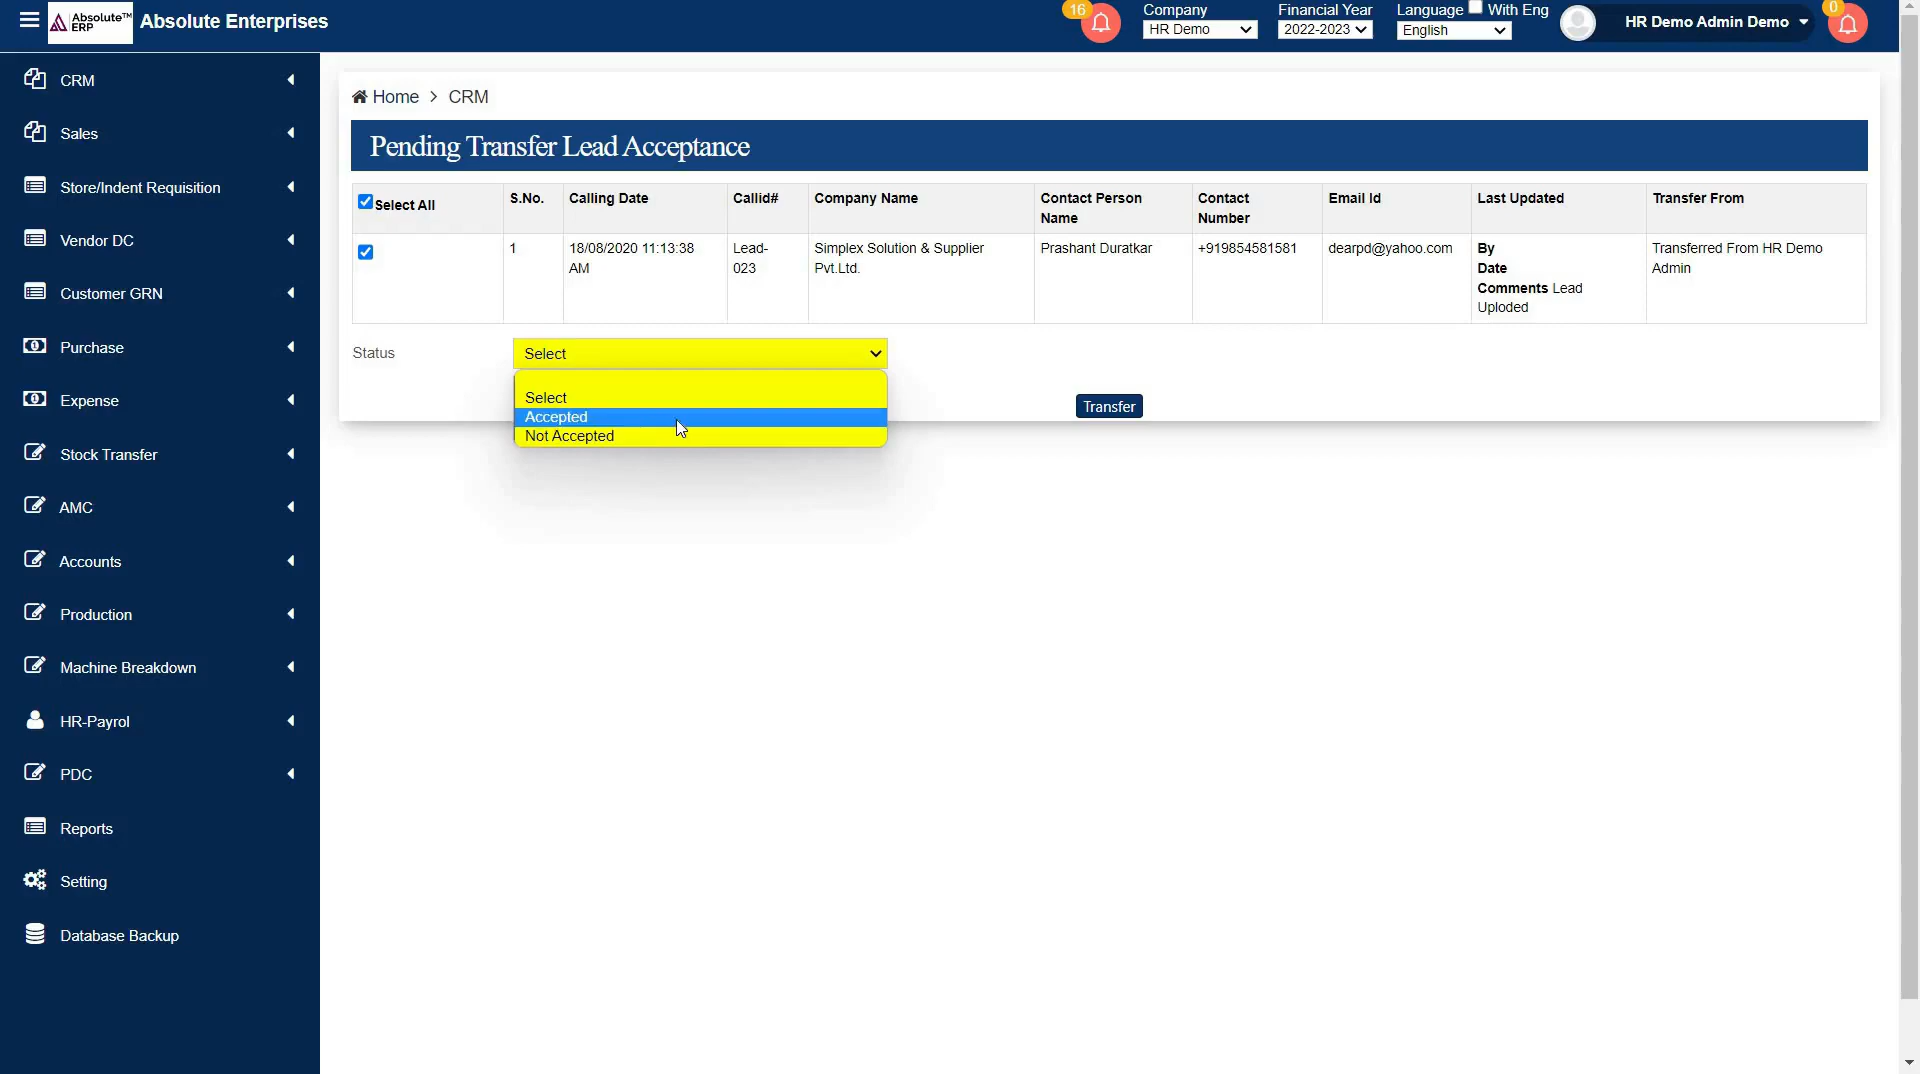 Absolute™
ERP
Absolute Enterprises
16
Company
HR Demo
Financial Year
2022-2023
Language With Eng
English
HR Demo Admin Demo
0
CRM
Sales
Store/Indent Requisition
Vendor DC
Customer GRN
Purchase
Expense
Stock Transfer
AMC
Accounts
Production
Machine Breakdown
HR-Payrol
PDC
Reports
Setting
Database Backup
Home > CRM
Pending Transfer Lead Acceptance
Select All
S.No.
Calling Date
Callid#
Company Name
Contact Person
Name
Contact
Number
Email Id
Last Updated
Transfer From
1
18/08/2020 11:13:38
AM
Lead-
023
Simplex Solution & Supplier
Pvt.Ltd.
Prashant Duratkar
+919854581581
dearpd@yahoo.com
By
Date
Comments Lead
Uploded
Transferred From HR Demo
Admin
Status
Select
Select
Accepted
Not Accepted
Transfer